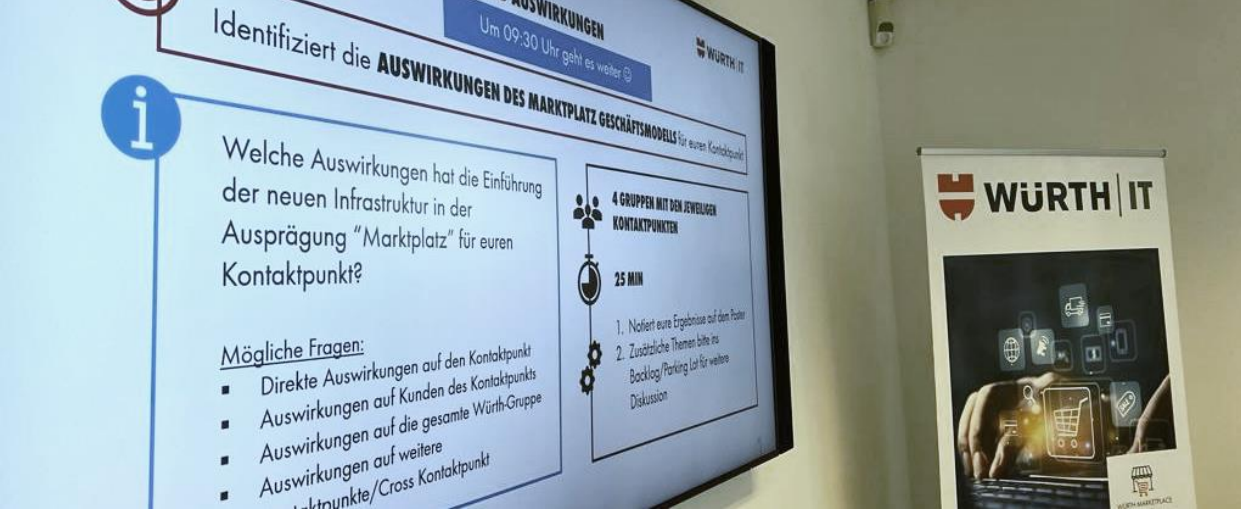 AUSWIRKUNGEN
Um 09:30 Uhr geht es weiter ☺
WÜRTH IT
Identifiziert die AUSWIRKUNGEN DES MARKTPLATZ GESCHÄFTSMODELLS für euren Kontaktpunkt
i
Welche Auswirkungen hat die Einführung
der neuen Infrastruktur in der
Ausprägung “Marktplatz” für euren
Kontaktpunkt?
Mögliche Fragen:
▪ Direkte Auswirkungen auf den Kontaktpunkt
▪ Auswirkungen auf Kunden des Kontaktpunkts
▪ Auswirkungen auf die gesamte Würth-Gruppe
▪ Auswirkungen auf weitere
ktpunkte/Cross Kontaktpunkt
4 GRUPPEN MIT DEN JEWEILIGEN
KONTAKTPUNKTEN
25 MIN
1. Notiert eure Ergebnisse auf dem Poster
2. Zusätzliche Themen bitte ins
Backlog/Parking Lot für weitere
Diskussion
WÜRTH | IT
SALE
WÜRTH MARKETPLACE